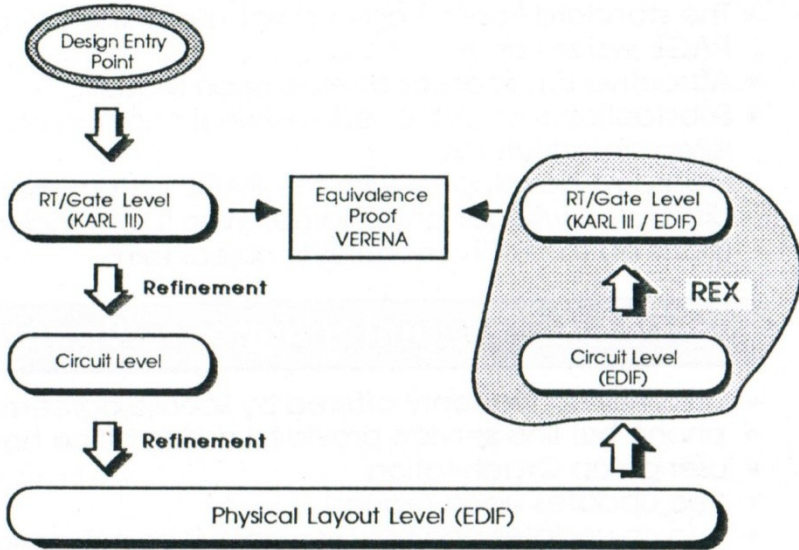 Design Entry
Point
RT/Gate Level
(KARL III)
Equivalence
Proof
VERENA
RT/Gate Level
(KARL III / EDIF)
Refinement
REX
Circuit Level
Circuit Level
(EDIF)
Refinement
Physical Layout Level (EDIF)